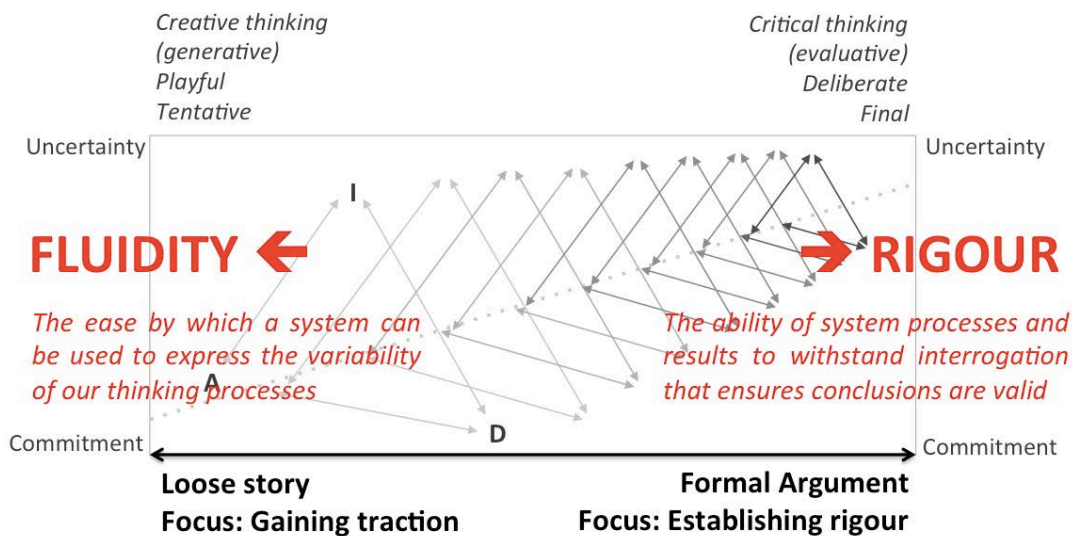 Creative thinking
(generative)
Playful
Tentative
Critical thinking
(evaluative)
Deliberate
Final
Uncertainty
Uncertainty
I
FLUIDITY
RIGOUR
The ease by which a system can
be used to express the variability
of our thinking processes
The ability of system processes and
results to withstand interrogation
that ensures conclusions are valid
A
D
Commitment
Commitment
Loose story
Focus: Gaining traction
Formal Argument
Focus: Establishing rigour